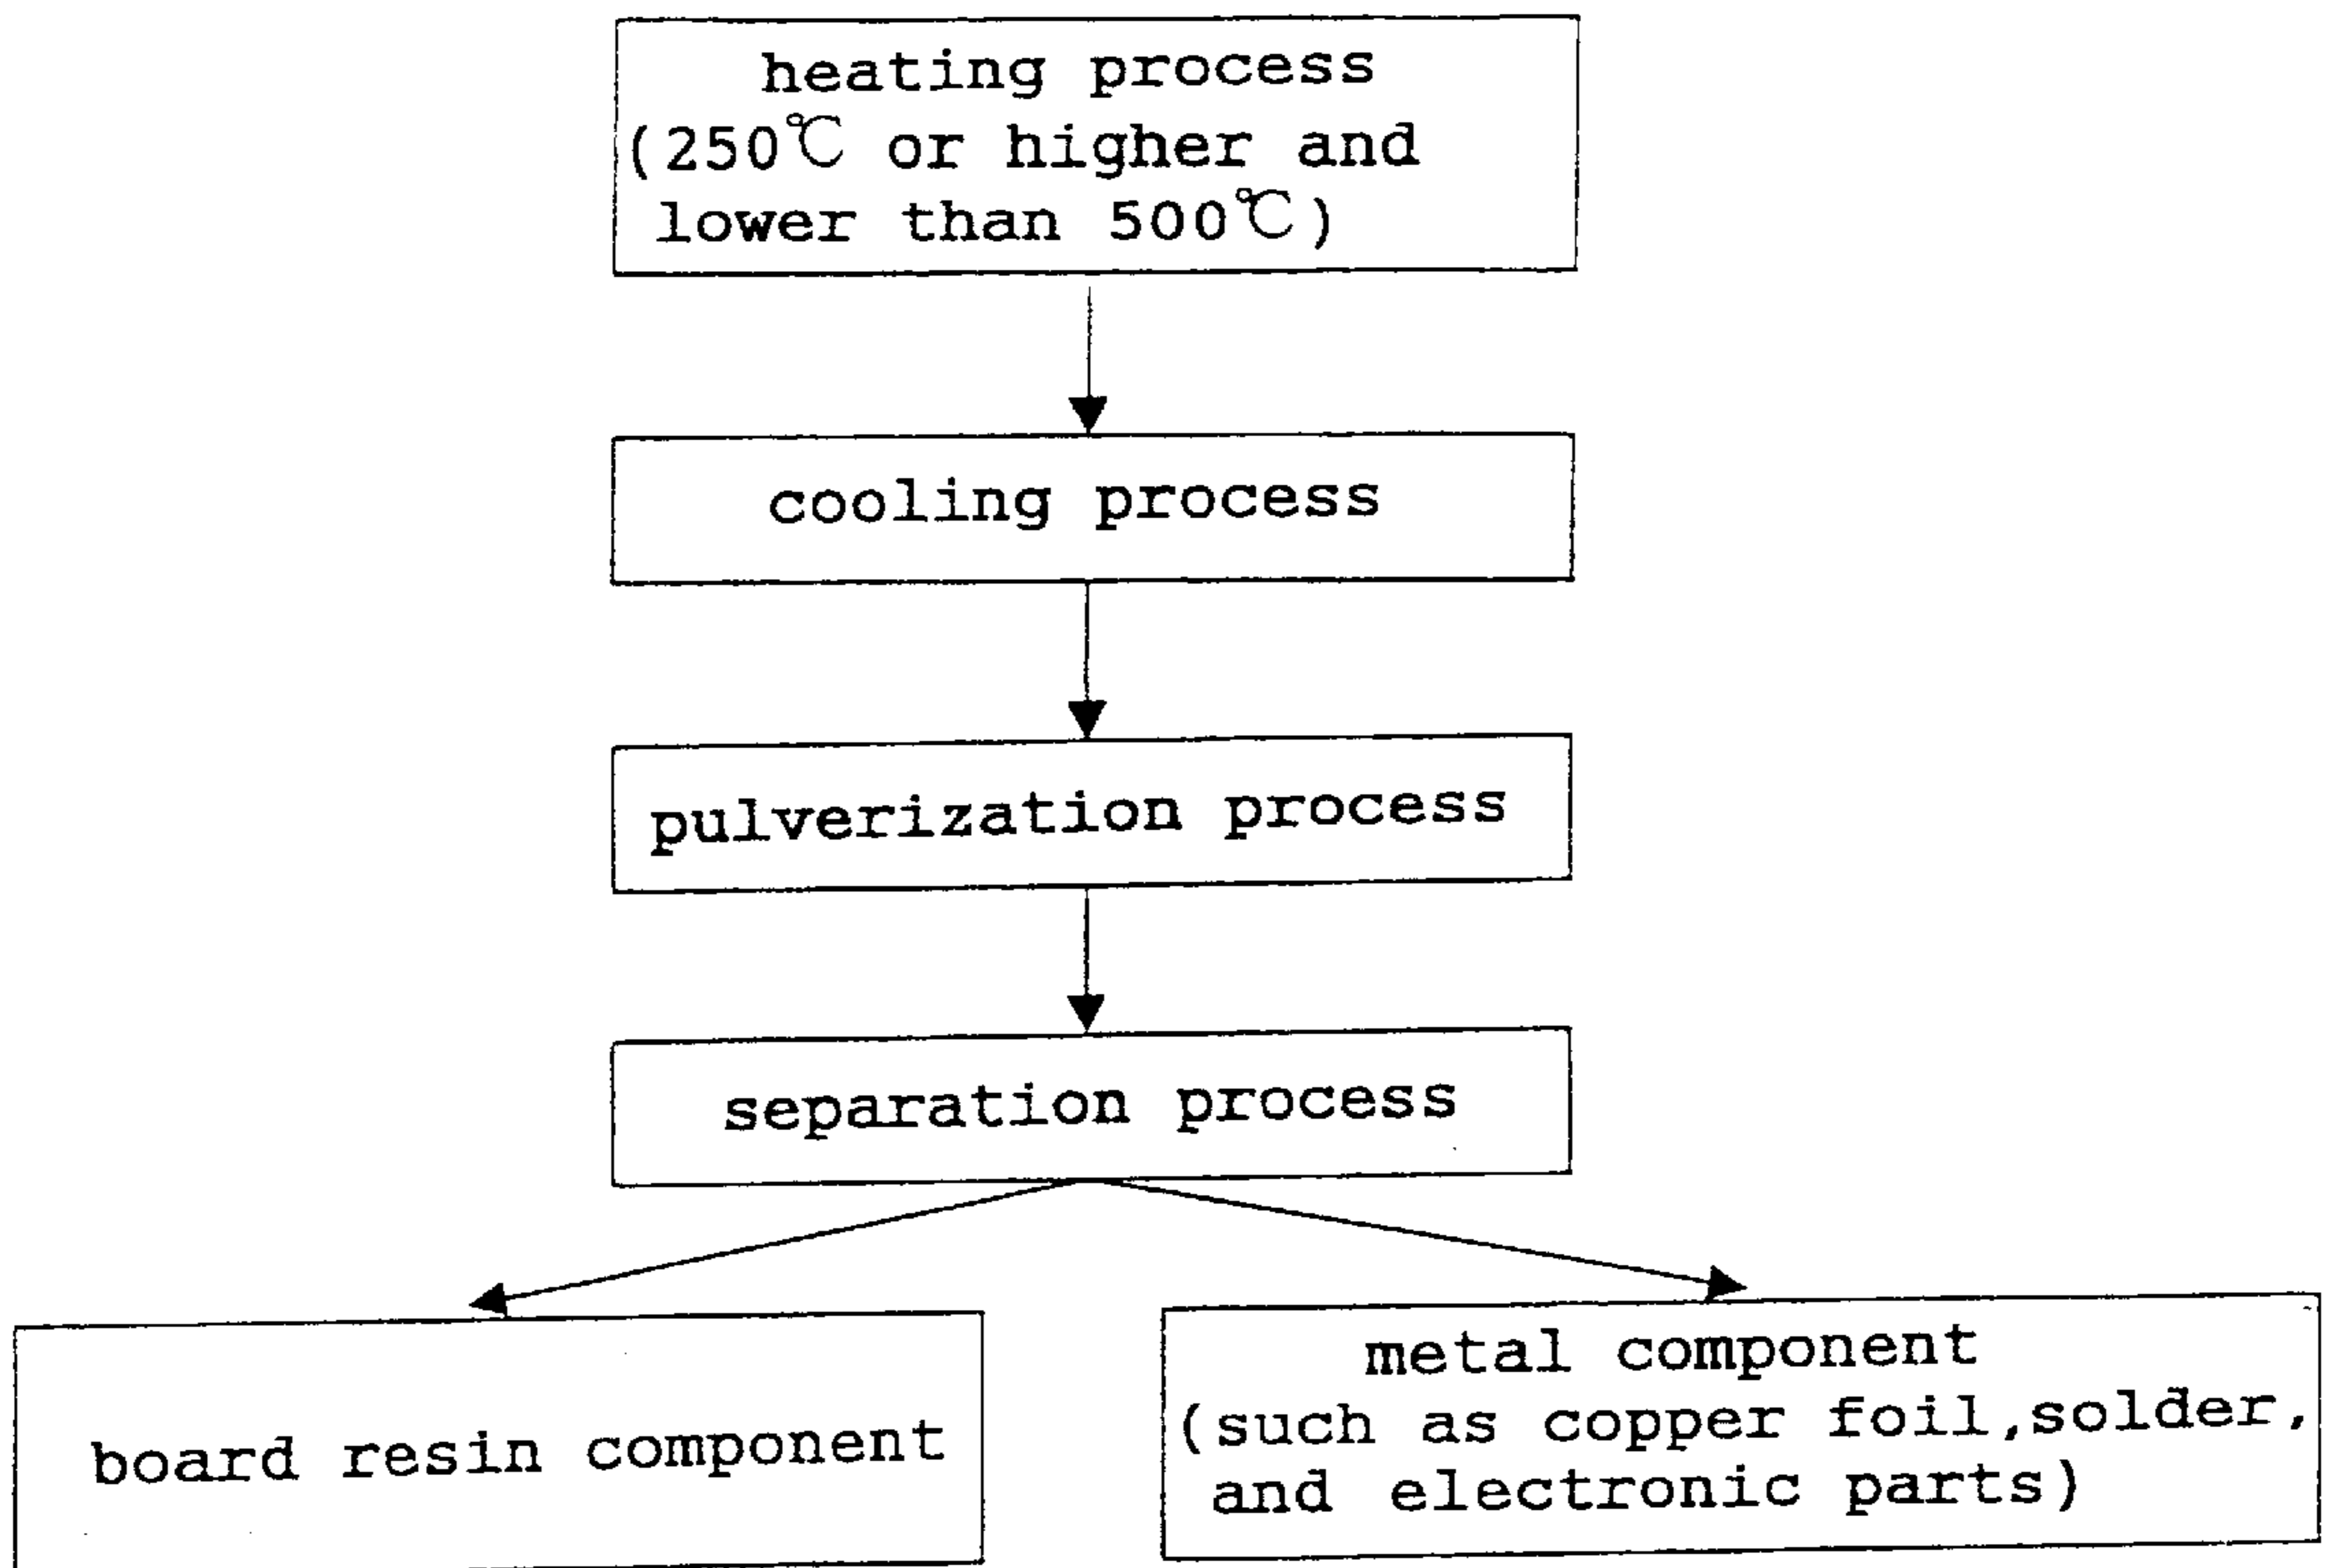 heating process
(250℃ or higher and
lower than 500℃)
cooling process
pulverization process
separation process
board resin component
metal component
(such as copper foil,solder,
and electronic parts)